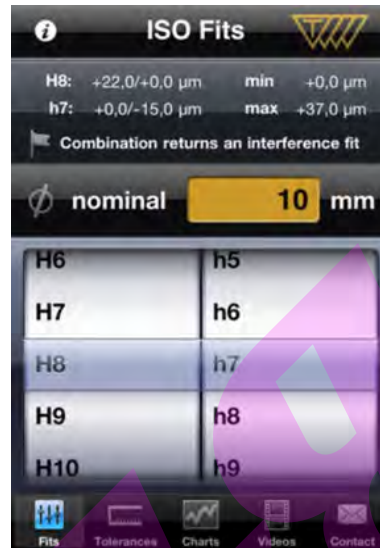 ISO Fits
H8: +22,0/+0,0 µm min +0,0 µm
h7: +0,0/-15,0 µm max +37,0 µm
Combination returns an interference fit
nominal 10 mm
H6 h5
H7 h6
H8 h7
H9 h8
H10 h9
Fits Tolerances Charts Videos Contact